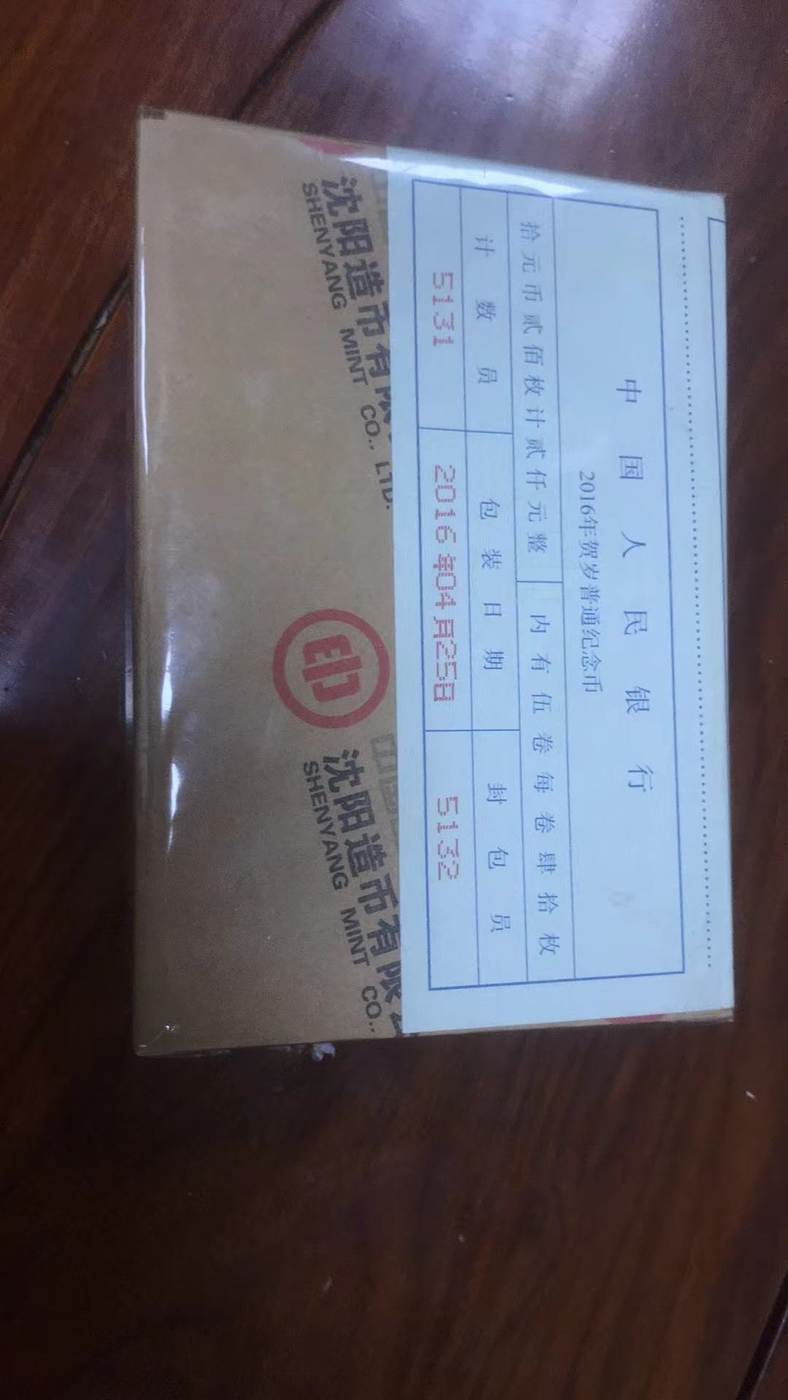 中国人民银行
2016年贺岁普通纪念币
拾元币贰佰枚计贰仟元整 内有伍卷每卷肆拾枚
计数员 包装日期 封包员
5131 2016年04月25日 5132
沈阳造币有限 沈阳造币有限
SHENYANG MINT CO., LTD. SHENYANG MINT CO.,